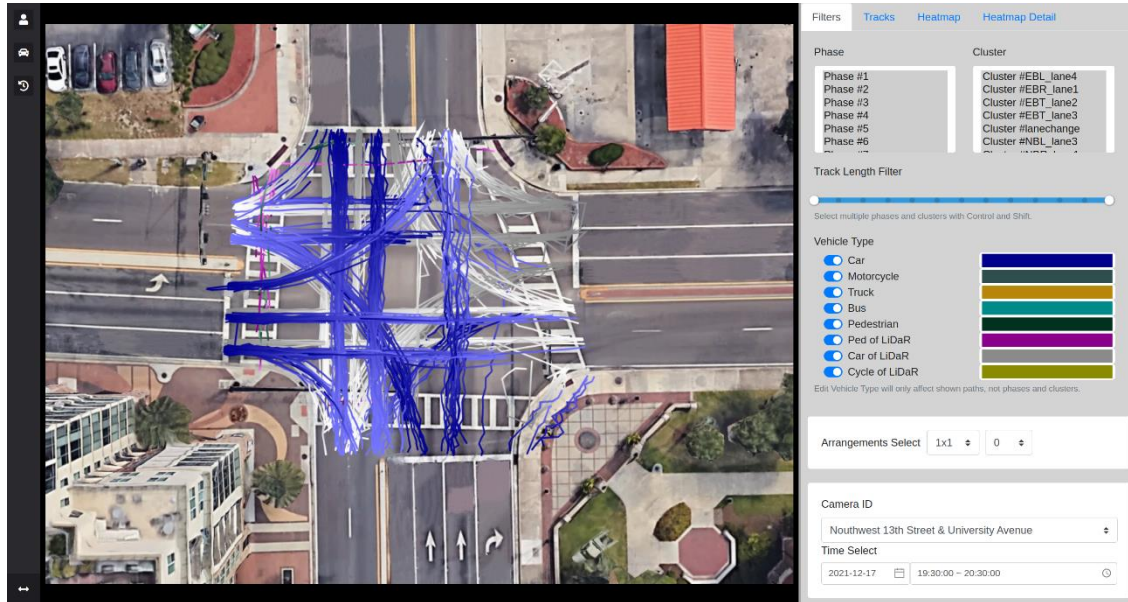 Filters Tracks Heatmap Heatmap Detail
Phase
Phase #1
Phase #2
Phase #3
Phase #4
Phase #5
Phase #6
Cluster
Cluster #EBL_lane4
Cluster #EBR_lane1
Cluster #EBT_lane2
Cluster #EBT_lane3
Cluster #lanechange
Cluster #NBL_lane3
Track Length Filter
Select multiple phases and clusters with Control and Shift.
Vehicle Type
Car
Motorcycle
Truck
Bus
Pedestrian
Ped of LiDaR
Car of LiDaR
Cycle of LiDaR
Edit Vehicle Type will only affect shown paths, not phases and clusters.
Arrangements Select 1x1 0
Camera ID
Nouthwest 13th Street & University Avenue
Time Select
2021-12-17 19:30:00 ~ 20:30:00